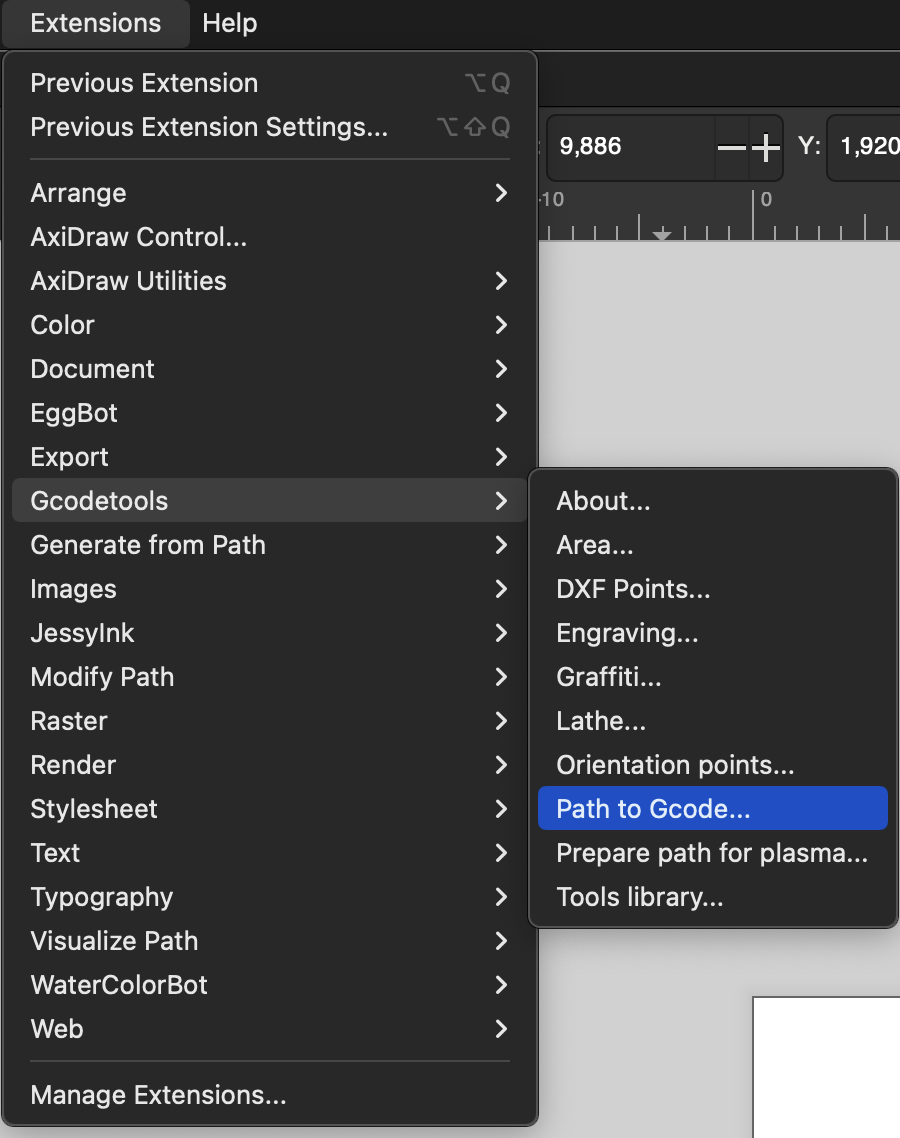 Extensions Help
Previous Extension ⌥Q
Previous Extension Settings... ⌥⇧Q
9,886 Y: 1,920
-10 0
Arrange
AxiDraw Control...
AxiDraw Utilities
Color
Document
EggBot
Export
Gcodetools
Generate from Path
Images
JessyInk
Modify Path
Raster
Render
Stylesheet
Text
Typography
Visualize Path
WaterColorBot
Web
Manage Extensions...
About...
Area...
DXF Points...
Engraving...
Graffiti...
Lathe...
Orientation points...
Path to Gcode...
Prepare path for plasma...
Tools library...